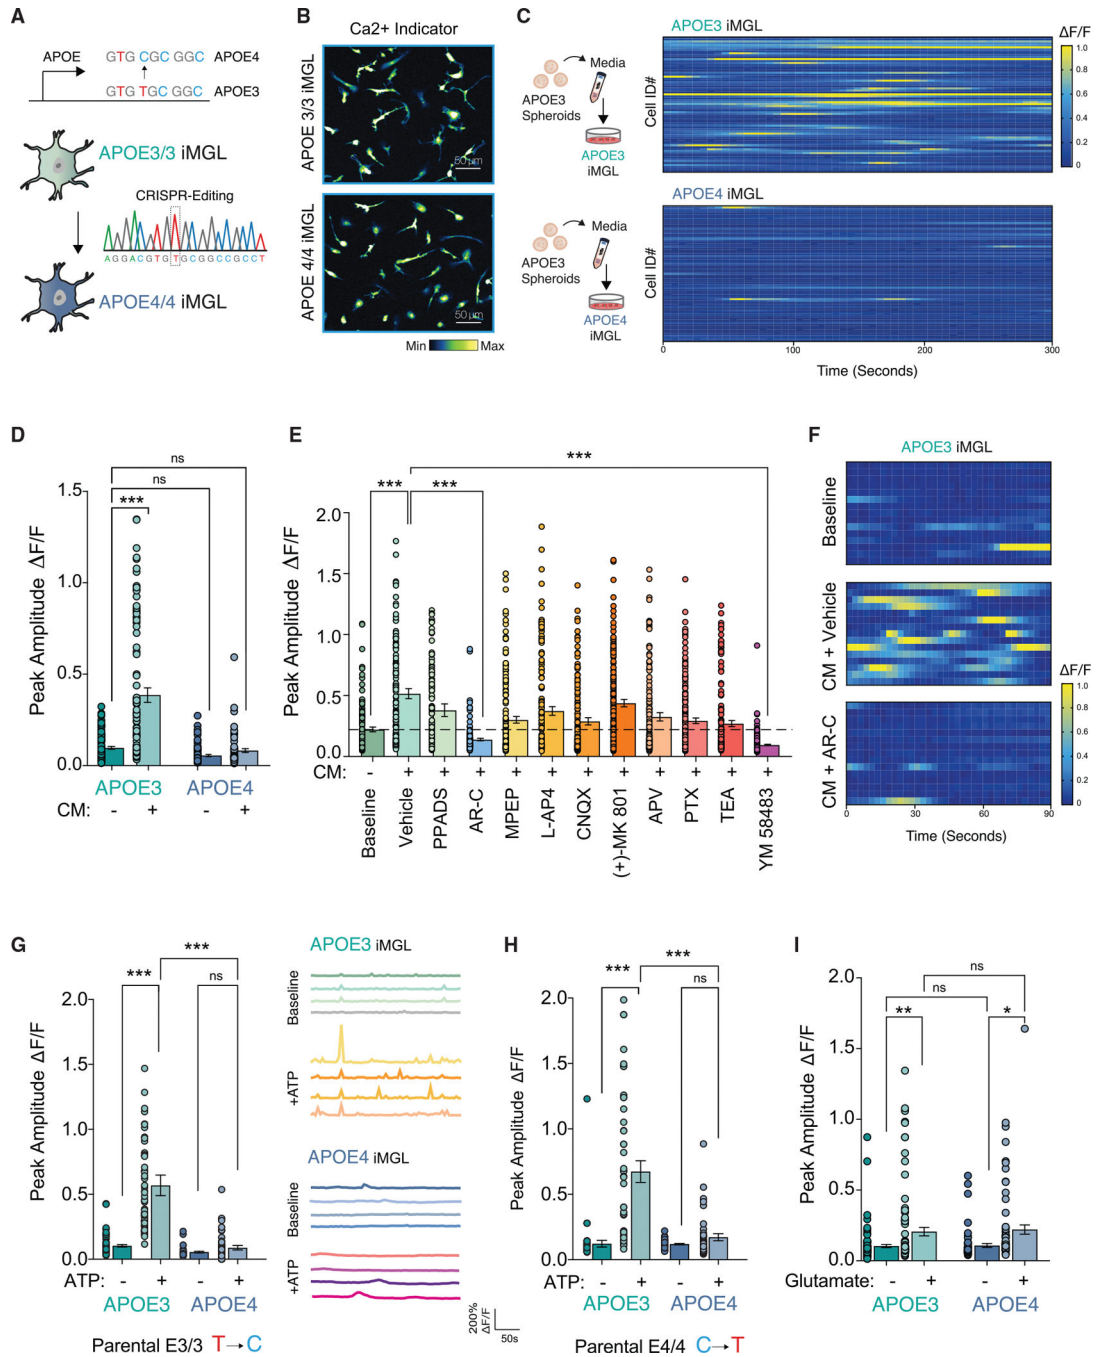 A
APOE
GTG CGC GGC APOE4
GTG TGC GGC APOE3
APOE3/3 iMGL
CRISPR-Editing
AGGACGTGTGCGGCCGCCT
APOE4/4 iMGL
B
Ca2+ Indicator
APOE 3/3 iMGL
50 µm
APOE 4/4 iMGL
50 µm
Min Max
C
APOE3 Spheroids
Media
APOE3 iMGL
APOE3 iMGL
Cell ID#
ΔF/F
1.0
0.8
0.6
0.4
0.2
0
APOE3 Spheroids
Media
APOE4 iMGL
APOE4 iMGL
Cell ID#
0 100 200 300
Time (Seconds)
D
Peak Amplitude ΔF/F
1.5
1.0
0.5
0.0
ns
ns
***
APOE3 APOE4
CM: - + - +
E
Peak Amplitude ΔF/F
2.0
1.5
1.0
0.5
0.0
***
*** ***
CM: - + + + + + + + + + + +
Baseline
Vehicle
PPADS
AR-C
MPEP
L-AP4
CNQX
(+)-MK 801
APV
PTX
TEA
YM 58483
F
APOE3 iMGL
Baseline
CM + Vehicle
0 30 60 90
CM + AR-C
0 30 60 90
Time (Seconds)
ΔF/F
1.0
0.8
0.6
0.4
0.2
0
G
Peak Amplitude ΔF/F
2.0
1.5
1.0
0.5
0
***
***
ns
ATP: - + - +
APOE3 APOE4
Parental E3/3 T→C
APOE3 iMGL
Baseline
+ATP
APOE4 iMGL
Baseline
+ATP
200%
ΔF/F
50s
H
Peak Amplitude ΔF/F
2.0
1.5
1.0
0.5
0.0
***
***
ns
ATP: - + - +
APOE3 APOE4
Parental E4/4 C→T
I
Peak Amplitude ΔF/F
2.0
1.5
1.0
0.5
0.0
ns
ns
**
*
Glutamate: - + - +
APOE3 APOE4